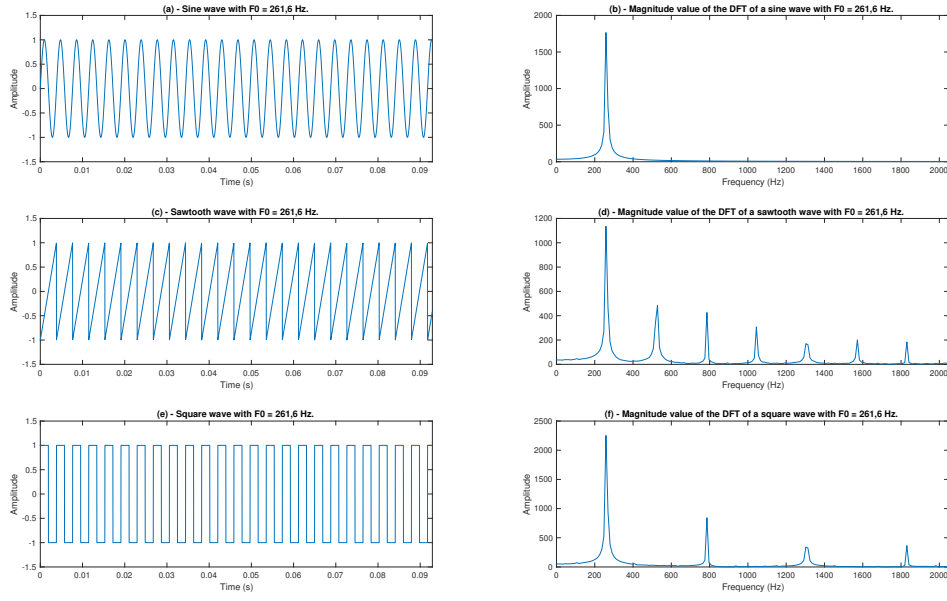 (a) - Sine wave with F0 = 261,6 Hz.
1.5
1
0.5
0
-0.5
-1
-1.5
Amplitude
0 0.01 0.02 0.03 0.04 0.05 0.06 0.07 0.08 0.09
Time (s)
(b) - Magnitude value of the DFT of a sine wave with F0 = 261,6 Hz.
2000
1500
1000
500
0
Amplitude
0 200 400 600 800 1000 1200 1400 1600 1800 2000
Frequency (Hz)
(c) - Sawtooth wave with F0 = 261,6 Hz.
1.5
1
0.5
0
-0.5
-1
-1.5
Amplitude
0 0.01 0.02 0.03 0.04 0.05 0.06 0.07 0.08 0.09
Time (s)
(d) - Magnitude value of the DFT of a sawtooth wave with F0 = 261,6 Hz.
1200
1000
800
600
400
200
0
Amplitude
0 200 400 600 800 1000 1200 1400 1600 1800 2000
Frequency (Hz)
(e) - Square wave with F0 = 261,6 Hz.
1.5
1
0.5
0
-0.5
-1
-1.5
Amplitude
0 0.01 0.02 0.03 0.04 0.05 0.06 0.07 0.08 0.09
Time (s)
(f) - Magnitude value of the DFT of a square wave with F0 = 261,6 Hz.
2500
2000
1500
1000
500
0
Amplitude
0 200 400 600 800 1000 1200 1400 1600 1800 2000
Frequency (Hz)